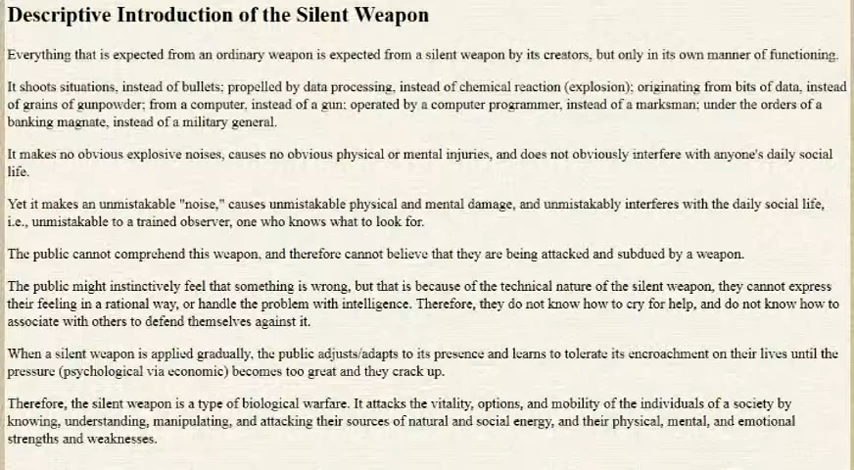 Descriptive Introduction of the Silent Weapon
Everything that is expected from an ordinary weapon is expected from a silent weapon by its creators, but only in its own manner of functioning.
It shoots situations, instead of bullets; propelled by data processing, instead of chemical reaction (explosion); originating from bits of data, instead
of grains of gunpowder; from a computer, instead of a gun; operated by a computer programmer, instead of a marksman; under the orders of a
banking magnate, instead of a military general.
It makes no obvious explosive noises, causes no obvious physical or mental injuries, and does not obviously interfere with anyone's daily social
life.
Yet it makes an unmistakable "noise," causes unmistakable physical and mental damage, and unmistakably interferes with the daily social life,
i.e., unmistakable to a trained observer, one who knows what to look for.
The public cannot comprehend this weapon, and therefore cannot believe that they are being attacked and subdued by a weapon.
The public might instinctively feel that something is wrong, but that is because of the technical nature of the silent weapon, they cannot express
their feeling in a rational way, or handle the problem with intelligence. Therefore, they do not know how to cry for help, and do not know how to
associate with others to defend themselves against it.
When a silent weapon is applied gradually, the public adjusts/adapts to its presence and learns to tolerate its encroachment on their lives until the
pressure (psychological via economic) becomes too great and they crack up.
Therefore, the silent weapon is a type of biological warfare. It attacks the vitality, options, and mobility of the individuals of a society by
knowing, understanding, manipulating, and attacking their sources of natural and social energy, and their physical, mental, and emotional
strengths and weaknesses.